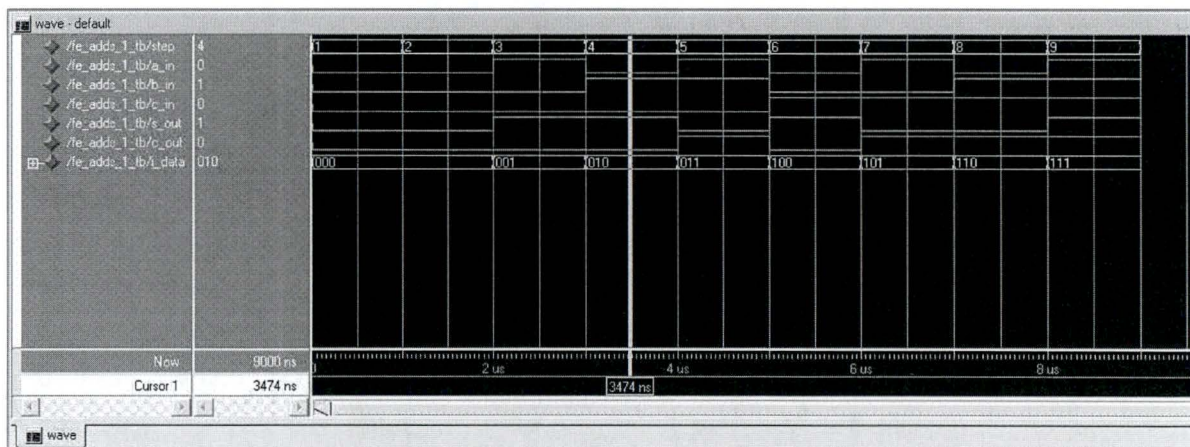 wave - default
/fe_adds_1_tb/step 4 1 2 3 4 5 6 7 8 9
/fe_adds_1_tb/a_in 0
/fe_adds_1_tb/b_in 1
/fe_adds_1_tb/c_in 0
/fe_adds_1_tb/s_out 1
/fe_adds_1_tb/c_out 0
/fe_adds_1_tb/i_data 010 000 001 010 011 100 101 110 111
Now 9000 ns 2 us 4 us 6 us 8 us
Cursor 1 3474 ns 3474 ns
wave